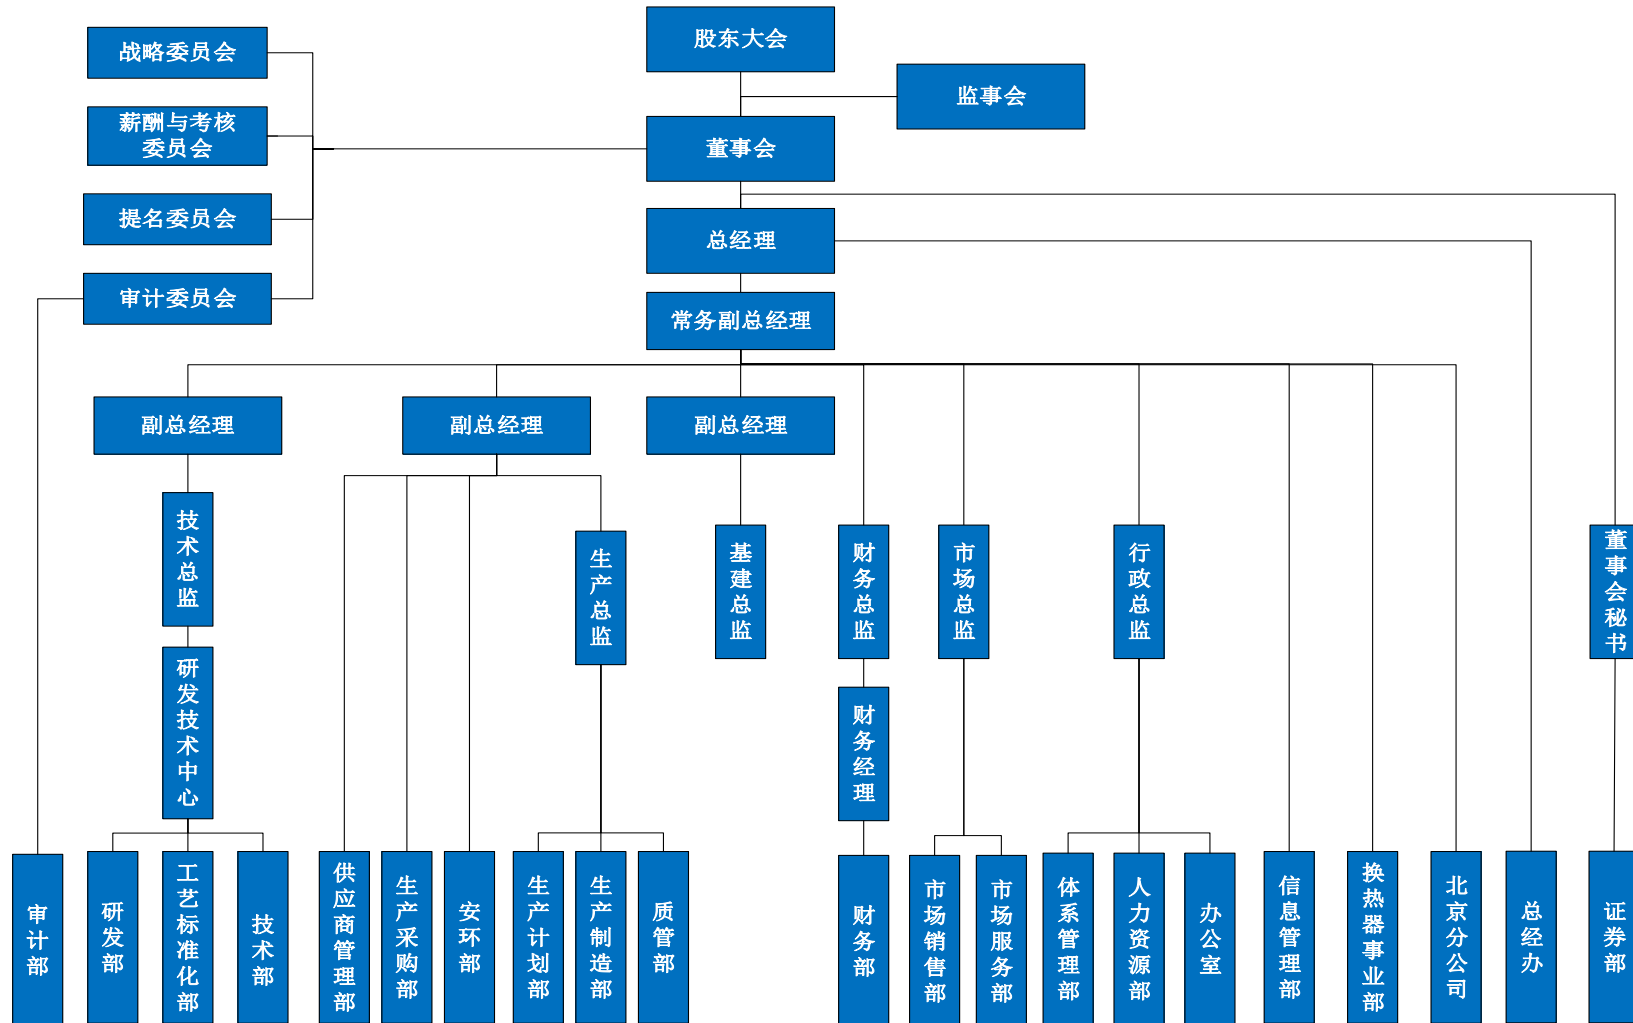 股东大会
战略委员会
监事会
薪酬与考核
委员会
董事会
提名委员会
总经理
审计委员会
常务副总经理
副总经理
副总经理
副总经理
技术总监
生产总监
基建总监
财务总监
市场总监
行政总监
董事会秘书
研发技术中心
财务经理
审计部
研发部
工艺标准化部
技术部
供应商管理部
生产采购部
安环部
生产计划部
生产制造部
质管部
财务部
市场销售部
市场服务部
体系管理部
人力资源部
办公室
信息管理部
换热器事业部
北京分公司
总经办
证券部